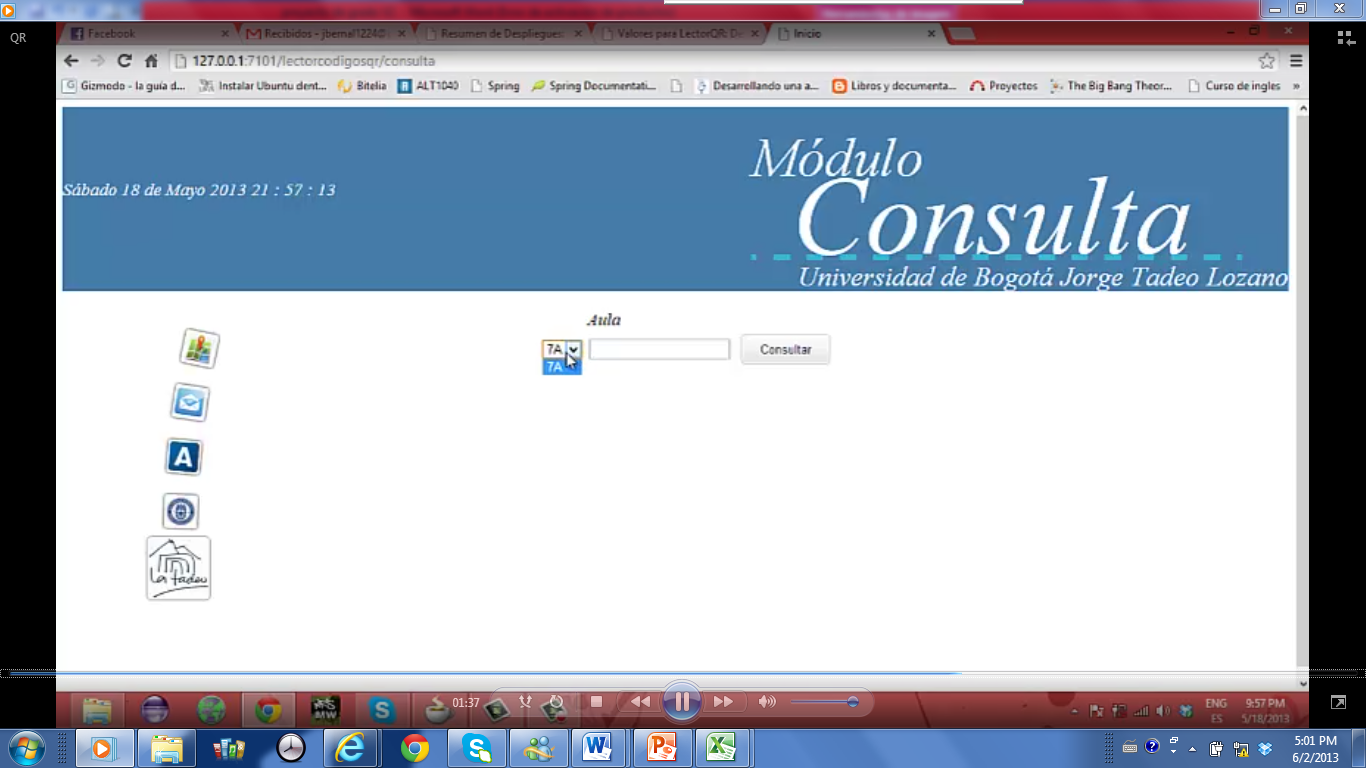 QR
Facebook
Recibidos - jbernal1224@
Resumen de Despliegues:
Valores para LectorQR: De
Inicio
127.0.0.1:7101/lectorcodigosqr/consulta
Gizmodo - la guía d...
Instalar Ubuntu dent...
Bitelia
ALT1040
Spring
Spring Documentati...
Desarrollando una a...
Libros y documenta...
Proyectos
The Big Bang Theor...
Curso de ingles
»
Módulo
Sábado 18 de Mayo 2013 21 : 57 : 13
Consulta
Universidad de Bogotá Jorge Tadeo Lozano
Aula
7A
Consultar
7A
A
La Tadeo
01:37
ENG
ES
9:57 PM
5/18/2013
5:01 PM
6/2/2013